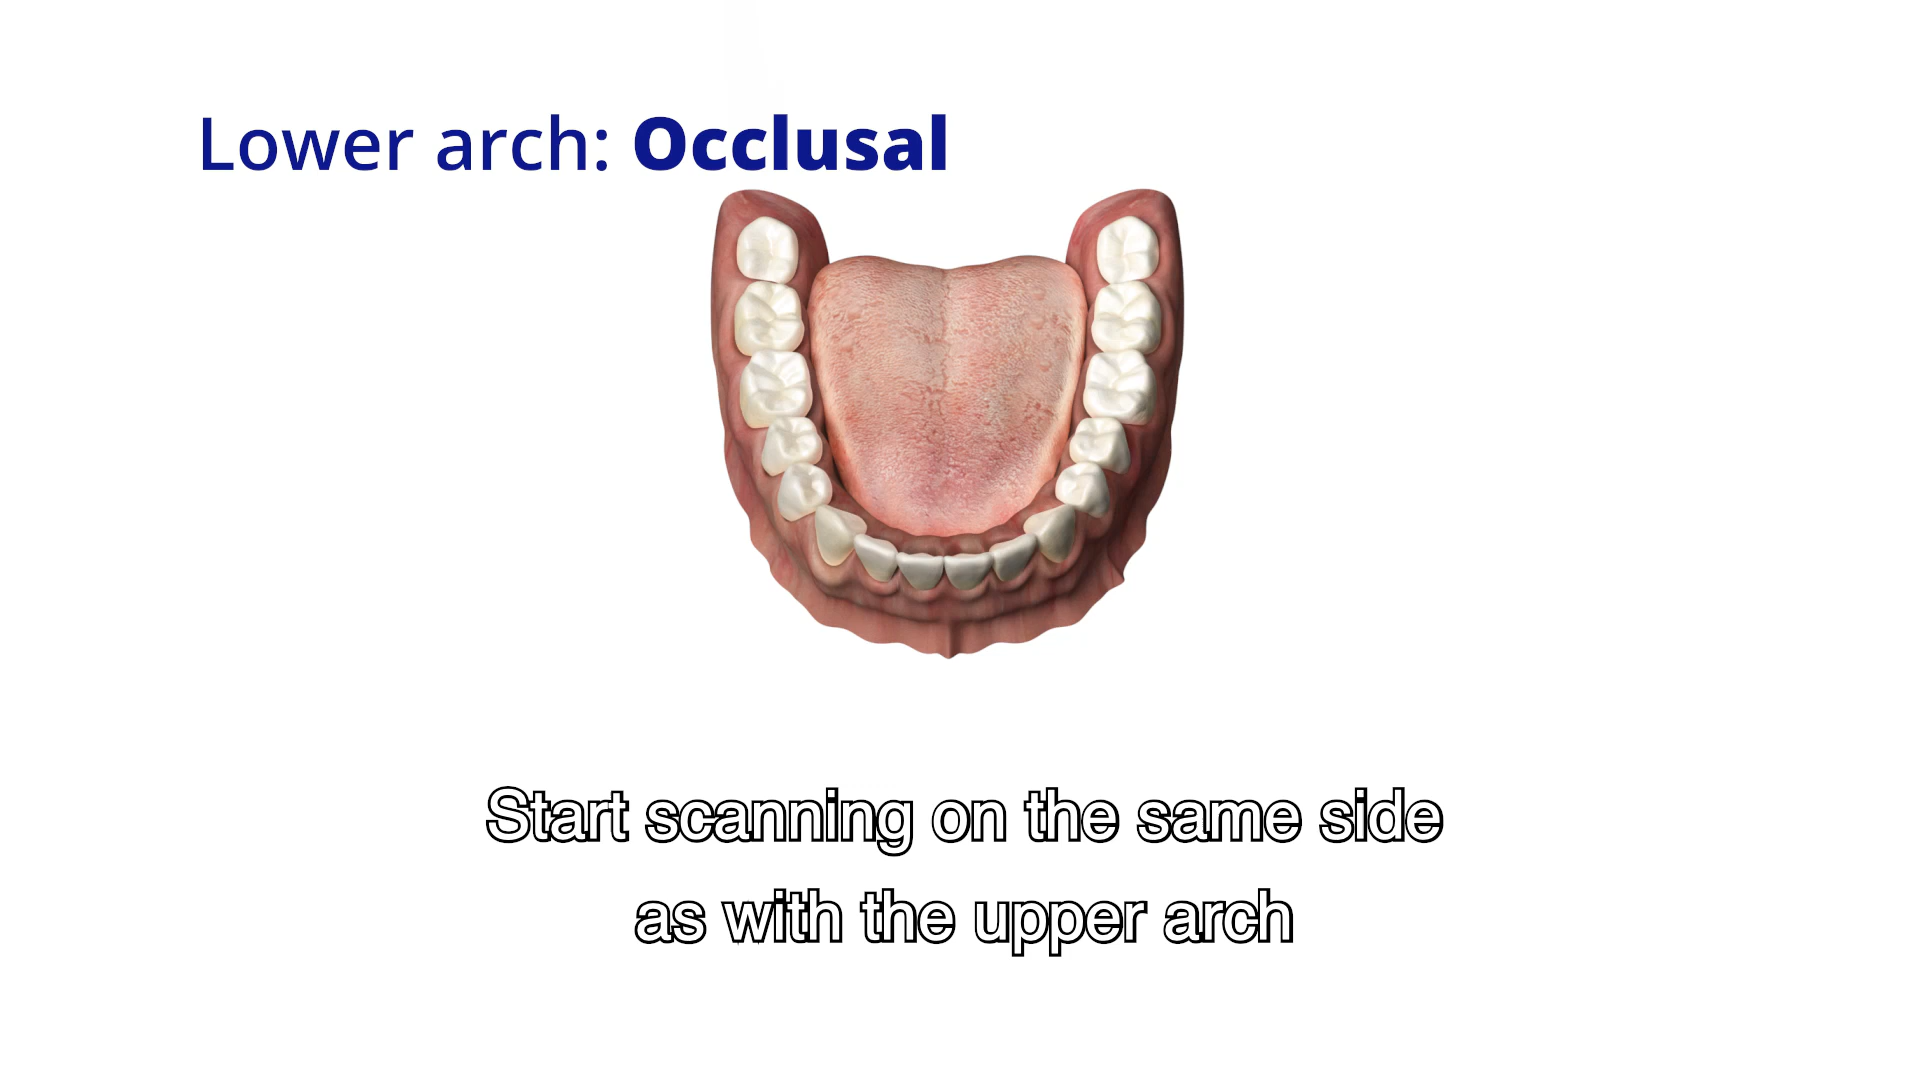 Lower arch: Occlusal
Start scanning on the same side
as with the upper arch